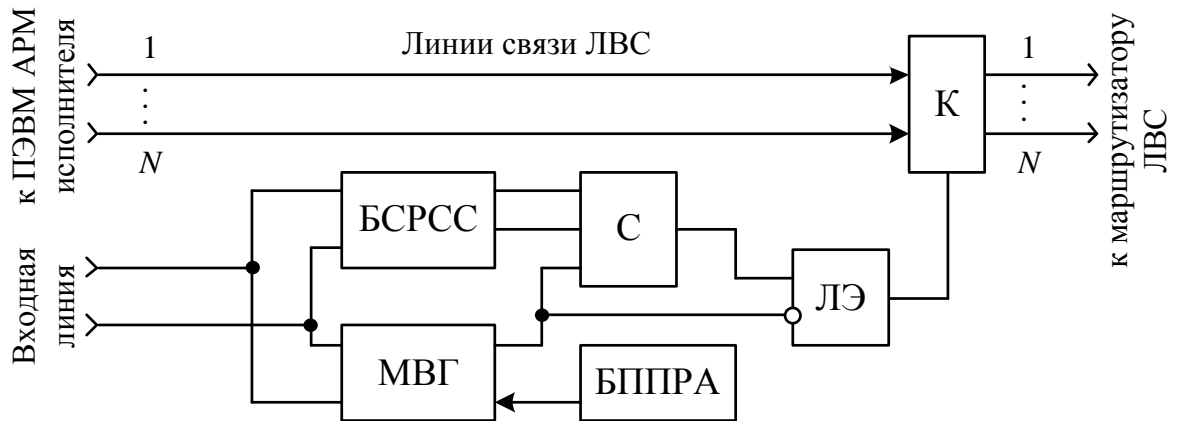 к ПЭВМ АРМ
исполнителя
1
Линии связи ЛВС
К
1
N
N
к маршрутизатору
ЛВС
Входная
линия
БСРСС
С
ЛЭ
МВГ
БППРА